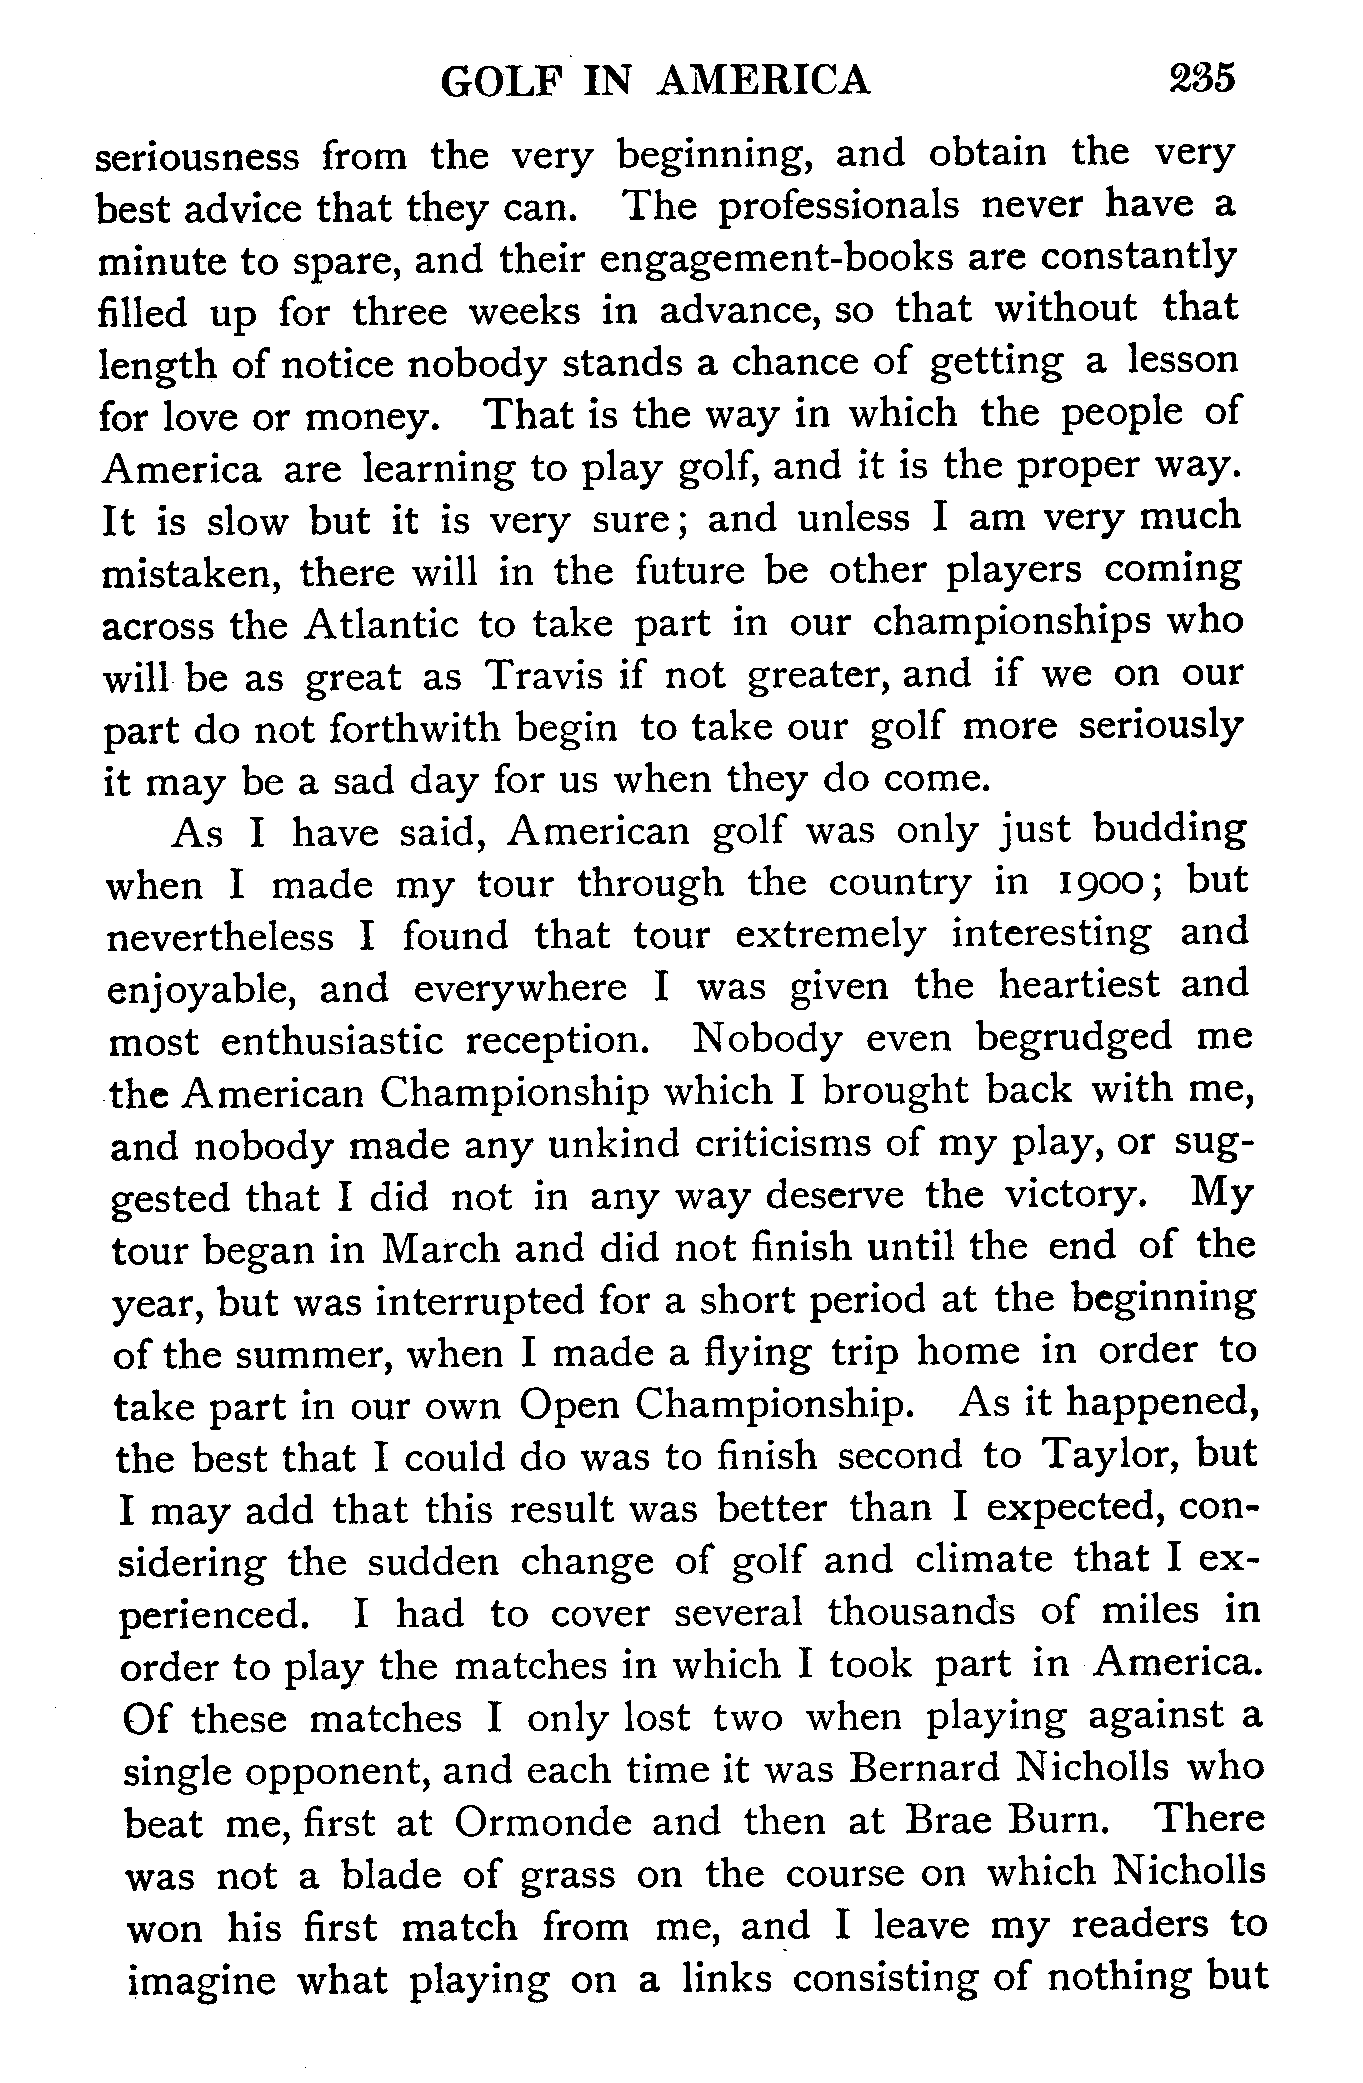 GOLF IN AMERICA 235
seriousness from the very beginning, and obtain the very
best advice that they can. The professionals never have a
minute to spare, and their engagement-books are constantly
filled up for three weeks in advance, so that without that
length of notice nobody stands a chance of getting a lesson
for love or money. That is the way in which the people of
America are learning to play golf, and it is the proper way.
It is slow but it is very sure; and unless I am very much
mistaken, there will in the future be other players coming
across the Atlantic to take part in our championships who
will be as great as Travis if not greater, and if we on our
part do not forthwith begin to take our golf more seriously
it may be a sad day for us when they do come.
As I have said, American golf was only just budding
when I made my tour through the country in 1900; but
nevertheless I found that tour extremely interesting and
enjoyable, and everywhere I was given the heartiest and
most enthusiastic reception. Nobody even begrudged me
the American Championship which I brought back with me,
and nobody made any unkind criticisms of my play, or sug-
gested that I did not in any way deserve the victory. My
tour began in March and did not finish until the end of the
year, but was interrupted for a short period at the beginning
of the summer, when I made a flying trip home in order to
take part in our own Open Championship. As it happened,
the best that I could do was to finish second to Taylor, but
I may add that this result was better than I expected, con-
sidering the sudden change of golf and climate that I ex-
perienced. I had to cover several thousands of miles in
order to play the matches in which I took part in America.
Of these matches I only lost two when playing against a
single opponent, and each time it was Bernard Nicholls who
beat me, first at Ormonde and then at Brae Burn. There
was not a blade of grass on the course on which Nicholls
won his first match from me, and I leave my readers to
imagine what playing on a links consisting of nothing but